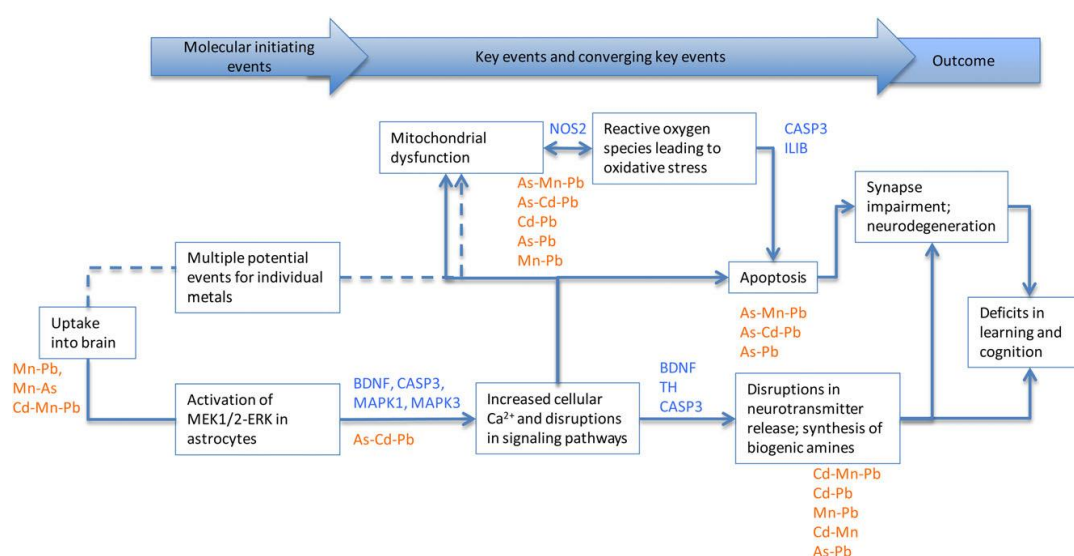 Molecular initiating
events
Key events and converging key events
Outcome
Mitochondrial
dysfunction
NOS2
Reactive oxygen
species leading to
oxidative stress
CASP3
ILIB
As-Mn-Pb
As-Cd-Pb
Cd-Pb
As-Pb
Mn-Pb
Synapse
impairment;
neurodegeneration
Multiple potential
events for individual
metals
Apoptosis
As-Mn-Pb
As-Cd-Pb
As-Pb
Uptake
into brain
Mn-Pb,
Mn-As
Cd-Mn-Pb
Deficits in
learning and
cognition
Activation of
MEK1/2-ERK in
astrocytes
BDNF, CASP3,
MAPK1, MAPK3
As-Cd-Pb
Increased cellular
Ca²⁺ and disruptions
in signaling pathways
BDNF
TH
CASP3
Disruptions in
neurotransmitter
release; synthesis of
biogenic amines
Cd-Mn-Pb
Cd-Pb
Mn-Pb
Cd-Mn
As-Pb